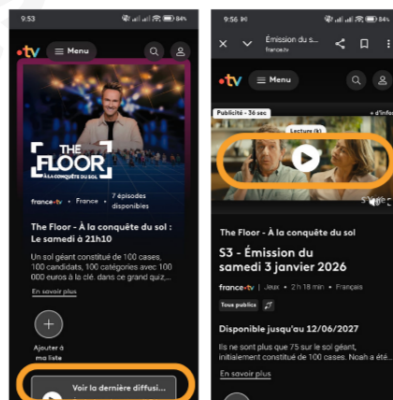 9:53
84%
•tv
Menu
THE
FLOOR
À LA CONQUÊTE DU SOL
france•tv • France • 7 épisodes
disponibles
The Floor - À la conquête du sol :
Le samedi à 21h10
Un sol géant constitué de 100 cases,
100 candidats, 100 catégories avec 100
000 euros à la clé. dans ce grand quiz,...
En savoir plus
Ajouter à
ma liste
Voir la dernière diffusi...
9:56
84%
Émission du s...
france.tv
•tv
Menu
Publicité - 36 sec
+ d'infos
Lecture (k)
The Floor - À la conquête du sol
S3 - Émission du
samedi 3 janvier 2026
france•tv | Jeux • 2 h 18 min • Français
Tous publics
Disponible jusqu'au 12/06/2027
Ils ne sont plus que 75 sur le sol géant,
initialement constitué de 100 cases. Noah a été...
En savoir plus